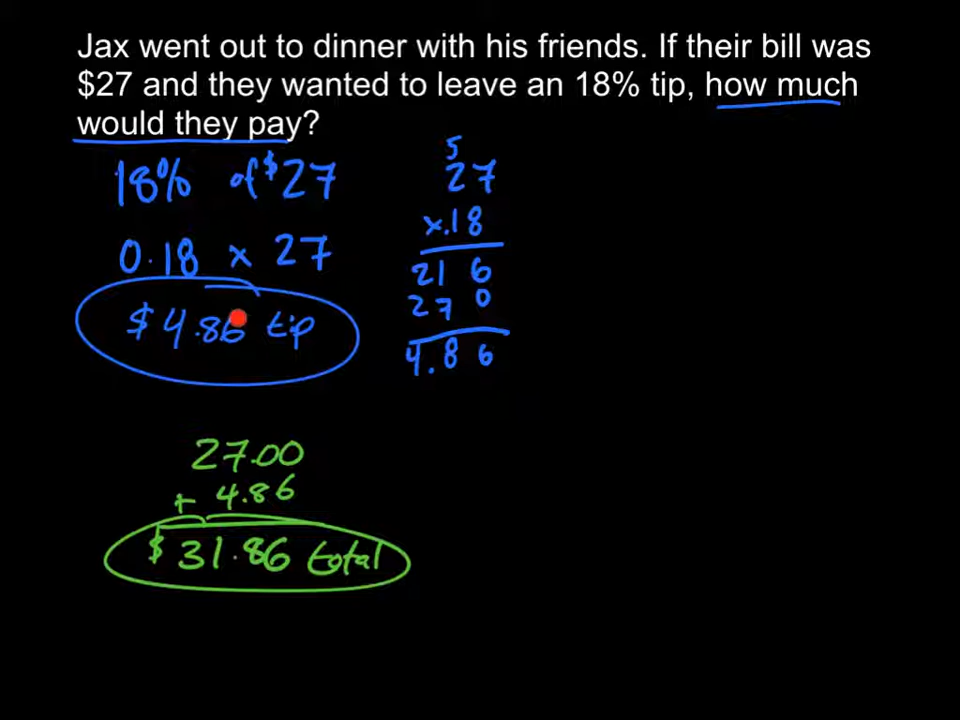 Jax went out to dinner with his friends. If their bill was
$27 and they wanted to leave an 18% tip, how much
would they pay?
18% of $27
0.18 x 27
$4.86 tip
5
27
x.18
216
270
4.86
27.00
+ 4.86
$31.86 total